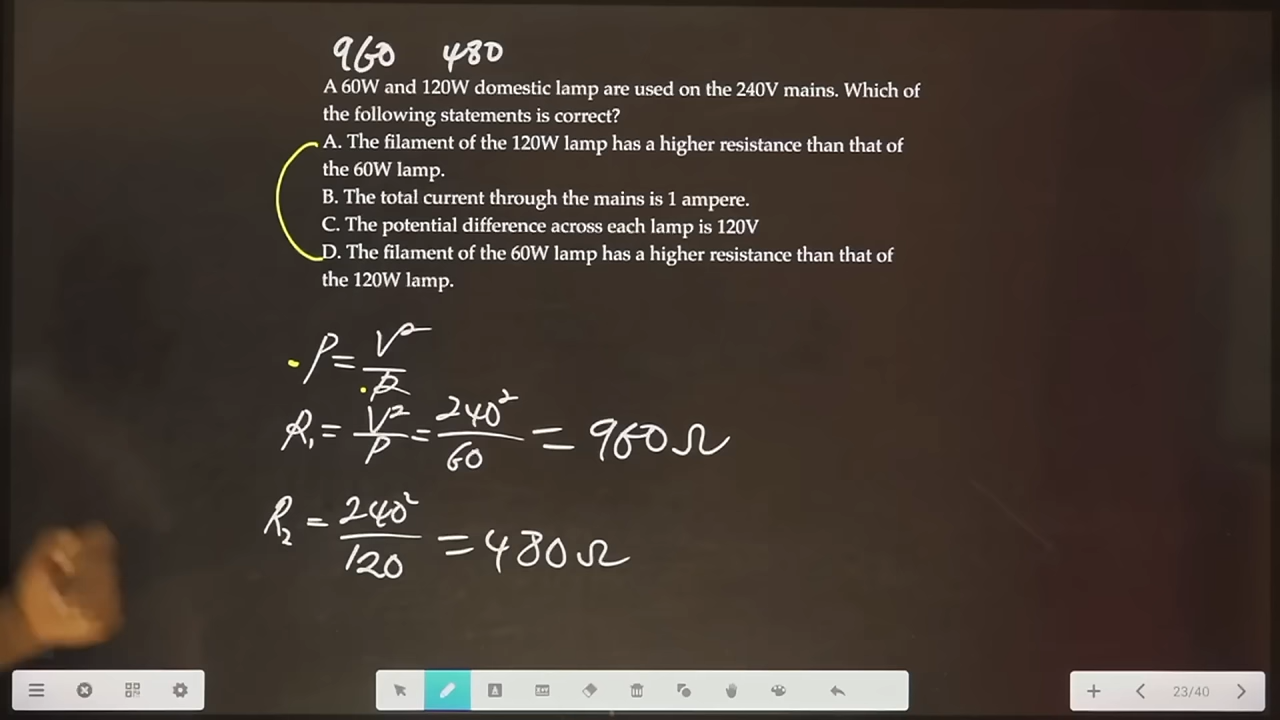 960 480
A 60W and 120W domestic lamp are used on the 240V mains. Which of
the following statements is correct?
A. The filament of the 120W lamp has a higher resistance than that of
the 60W lamp.
B. The total current through the mains is 1 ampere.
C. The potential difference across each lamp is 120V
D. The filament of the 60W lamp has a higher resistance than that of
the 120W lamp.
P = V²/R
R₁ = V²/P = 240²/60 = 960Ω
R₂ = 240²/120 = 480Ω
23/40